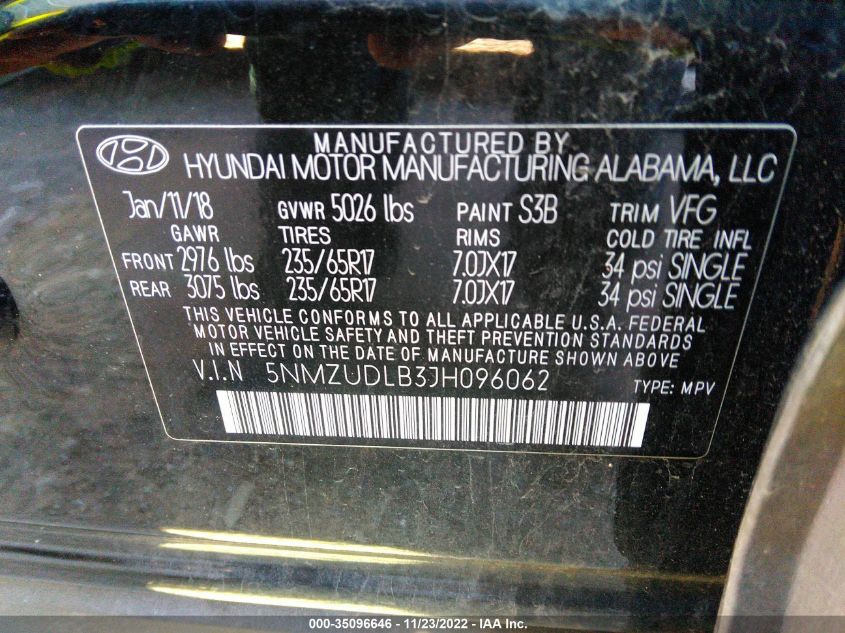 MANUFACTURED BY
HYUNDAI MOTOR MANUFACTURING ALABAMA, LLC
Jan/11/18 GVWR 5026 lbs PAINT S3B TRIM VFG
GAWR TIRES RIMS COLD TIRE INFL
FRONT 2976 lbs 235/65R17 7.0JX17 34 psi SINGLE
REAR 3075 lbs 235/65R17 7.0JX17 34 psi SINGLE
THIS VEHICLE CONFORMS TO ALL APPLICABLE U.S.A. FEDERAL
MOTOR VEHICLE SAFETY AND THEFT PREVENTION STANDARDS
IN EFFECT ON THE DATE OF MANUFACTURE SHOWN ABOVE
V.I.N 5NMZUDLB3JH096062 TYPE: MPV
000-35096646 - 11/23/2022 - IAA Inc.